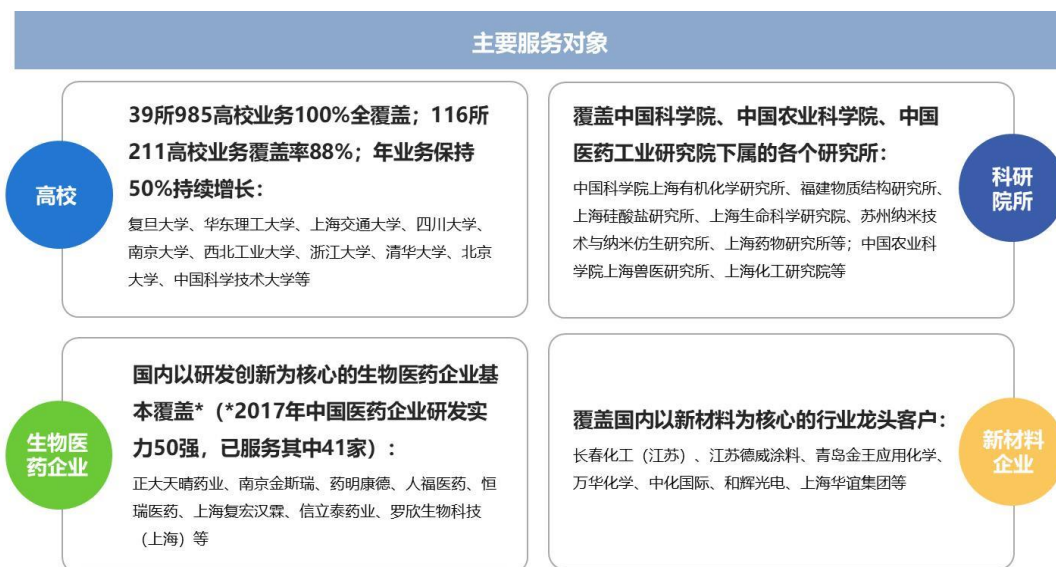 主要服务对象
高校
39所985高校业务100%全覆盖；116所
211高校业务覆盖率88%；年业务保持
50%持续增长：
复旦大学、华东理工大学、上海交通大学、四川大学、
南京大学、西北工业大学、浙江大学、清华大学、北京
大学、中国科学技术大学等
覆盖中国科学院、中国农业科学院、中国
医药工业研究院下属的各个研究所：
中国科学院上海有机化学研究所、福建物质结构研究所、
上海硅酸盐研究所、上海生命科学研究院、苏州纳米技
术与纳米仿生研究所、上海药物研究所等；中国农业科
学院上海兽医研究所、上海化工研究院等
科研
院所
生物医
药企业
国内以研发创新为核心的生物医药企业基
本覆盖*（*2017年中国医药企业研发实
力50强，已服务其中41家）：
正大天晴药业、南京金斯瑞、药明康德、人福医药、恒
瑞医药、上海复宏汉霖、信立泰药业、罗欣生物科技
（上海）等
覆盖国内以新材料为核心的行业龙头客户：
长春化工（江苏）、江苏德威涂料、青岛金王应用化学、
万华化学、中化国际、和辉光电、上海华谊集团等
新材料
企业